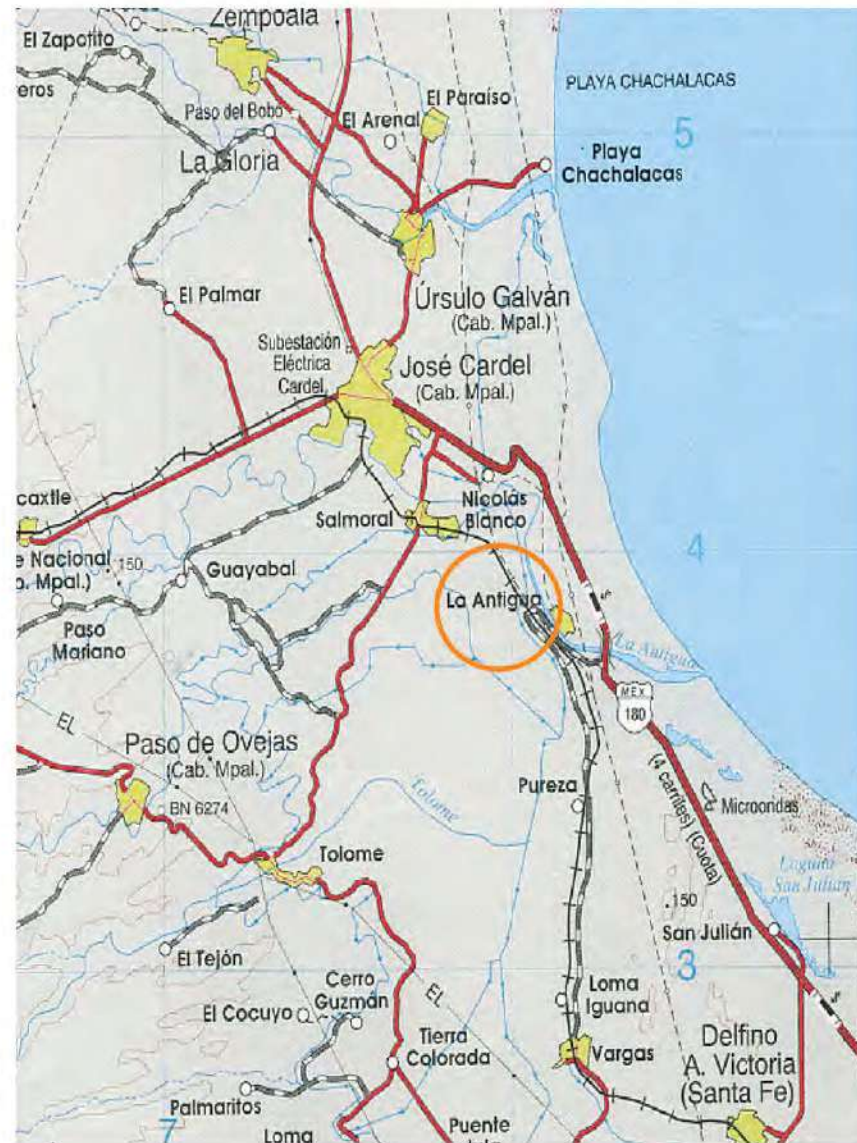 Zempoala
El Zapotito
eros
Paso del Bobo
El Arenal
El Paraíso
PLAYA CHACHALACAS
5
La Gloria
Playa
Chachalacas
El Palmar
Úrsulo Galván
(Cab. Mpal.)
Subestación
Eléctrica
Cardel
José Cardel
(Cab. Mpal.)
caxtle
Salmoral
Nicolás
Blanco
e Nacional
b. Mpal.)
150
4
Guayabal
La Antigua
Paso
Mariano
La Antigua
EL
MEX
180
Paso de Ovejas
(Cab. Mpal.)
BN 6274
Tolome
Pureza
(4 carriles) (Cuota)
Microondas
Tolome
Laguna
San Julián
.150
San Julián
El Tejón
3
Cerro
Guzmán
EL
Loma
Iguana
El Cocuyo
Tierra
Colorada
Vargas
Delfino
A. Victoria
(Santa Fe)
Palmaritos
7
Loma
Puente